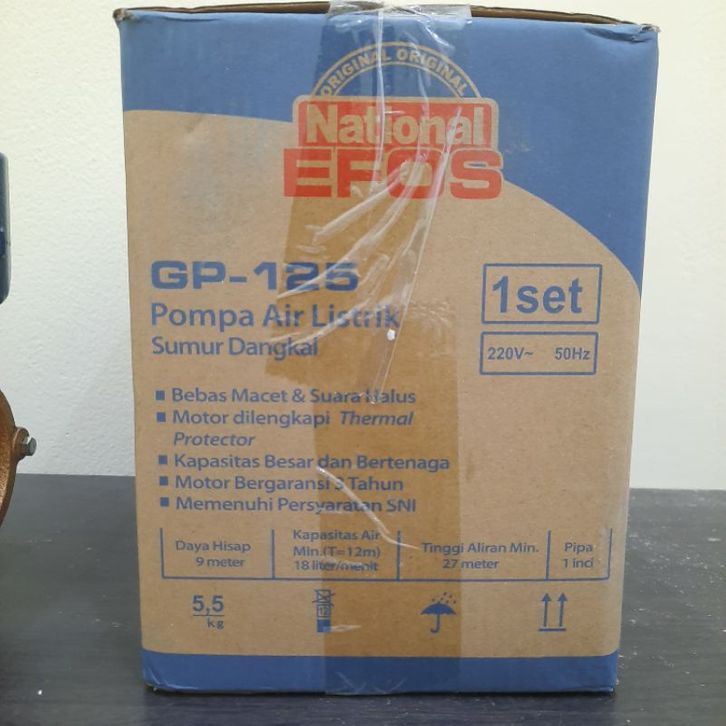 ORIGINAL ORIGINAL
National
EFOS
GP-125
Pompa Air Listrik
Sumur Dangkal
1set
220V~ 50Hz
Bebas Macet & Suara Halus
Motor dilengkapi Thermal
Protector
Kapasitas Besar dan Bertenaga
Motor Bergaransi 3 Tahun
Memenuhi Persyaratan SNI
Daya Hisap
9 meter
Kapasitas Air
Min.(T=12m)
18 liter/menit
Tinggi Aliran Min.
27 meter
Pipa
1 inci
5,5
kg